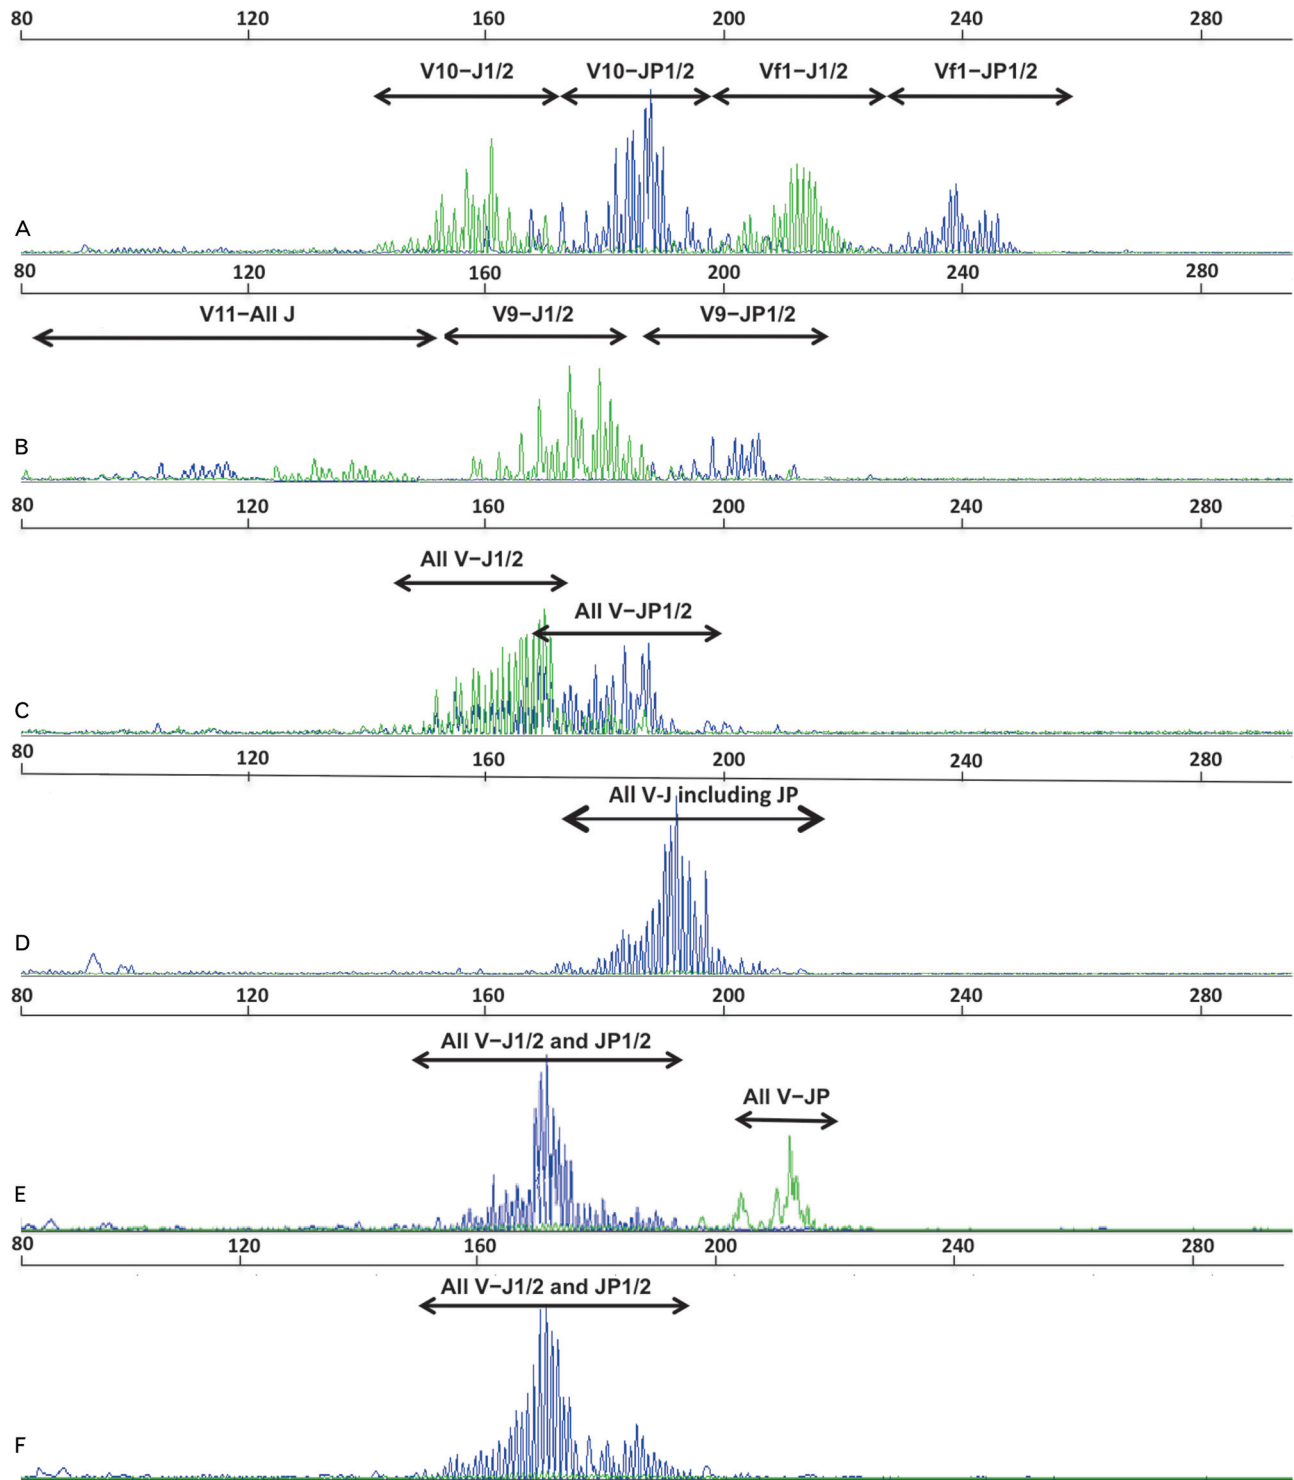 80 120 160 200 240 280
V10−J1/2 V10−JP1/2 Vf1−J1/2 Vf1−JP1/2
A
80 120 160 200 240 280
V11−All J V9−J1/2 V9−JP1/2
B
80 120 160 200 240 280
All V−J1/2
All V−JP1/2
C
80 120 160 200 240 280
All V-J including JP
D
80 120 160 200 240 280
All V−J1/2 and JP1/2
All V−JP
E
80 120 160 200 240 280
All V−J1/2 and JP1/2
F